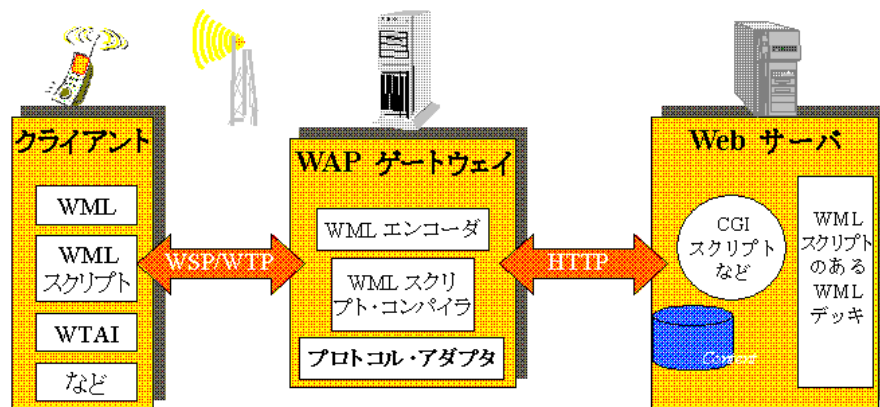 クライアント
WML
WML
スクリプト
WTAI
など
WSP/WTP
WAP ゲートウェイ
WML エンコーダ
WML スクリ
プト・コンパイラ
プロトコル・アダプタ
HTTP
Web サーバ
CGI
スクリプト
など
Content
WML
スクリプト
のある
WML
デッキ